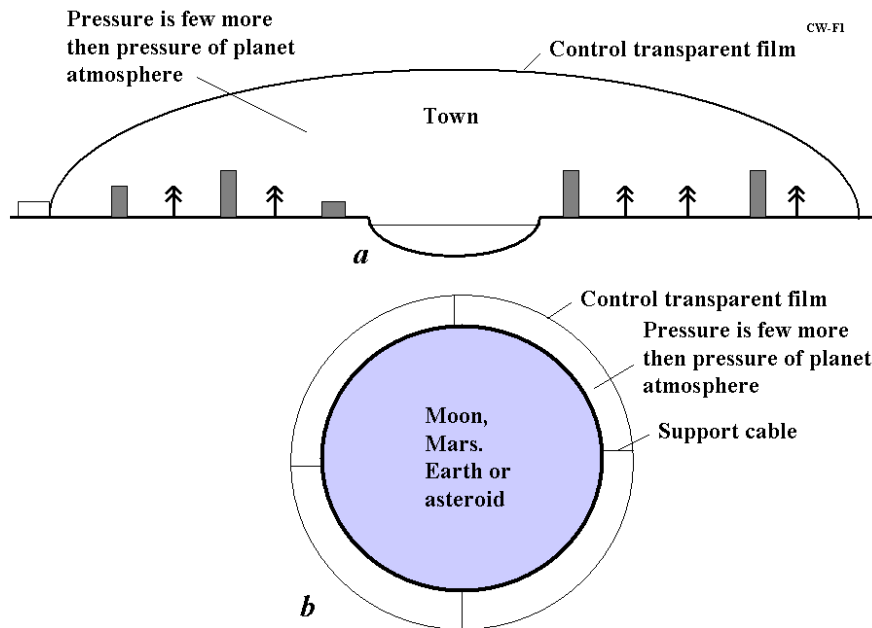 Pressure is few more
then pressure of planet
atmosphere
Control transparent film
CW-F1
Town
a
Control transparent film
Pressure is few more
then pressure of planet
atmosphere
Support cable
Moon,
Mars.
Earth or
asteroid
b